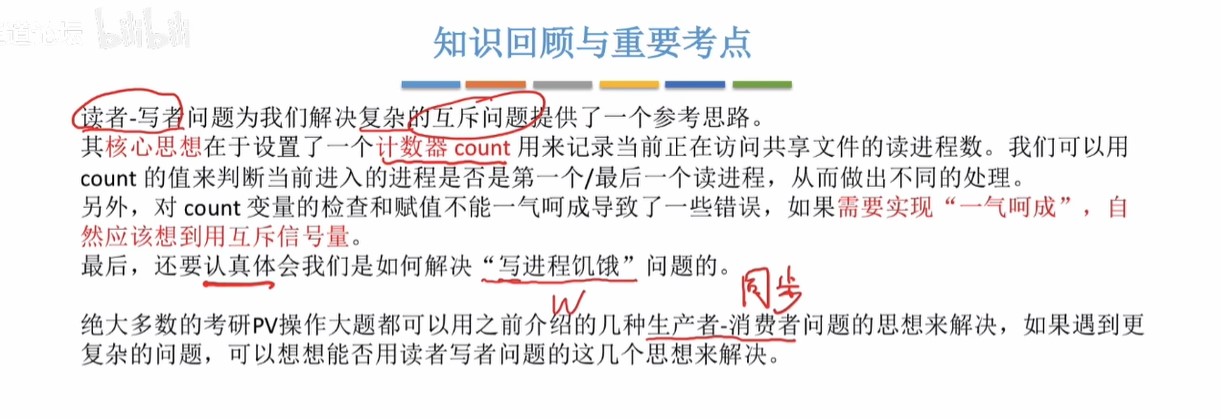 bilibili
知识回顾与重要考点
读者-写者问题为我们解决复杂的互斥问题提供了一个参考思路。
其核心思想在于设置了一个计数器 count 用来记录当前正在访问共享文件的读进程数。我们可以用
count 的值来判断当前进入的进程是否是第一个/最后一个读进程，从而做出不同的处理。
另外，对 count 变量的检查和赋值不能一气呵成导致了一些错误，如果需要实现“一气呵成”，自
然应该想到用互斥信号量。
最后，还要认真体会我们是如何解决“写进程饥饿”问题的。
W
同步
绝大多数的考研PV操作大题都可以用之前介绍的几种生产者-消费者问题的思想来解决，如果遇到更
复杂的问题，可以想想能否用读者写者问题的这几个思想来解决。